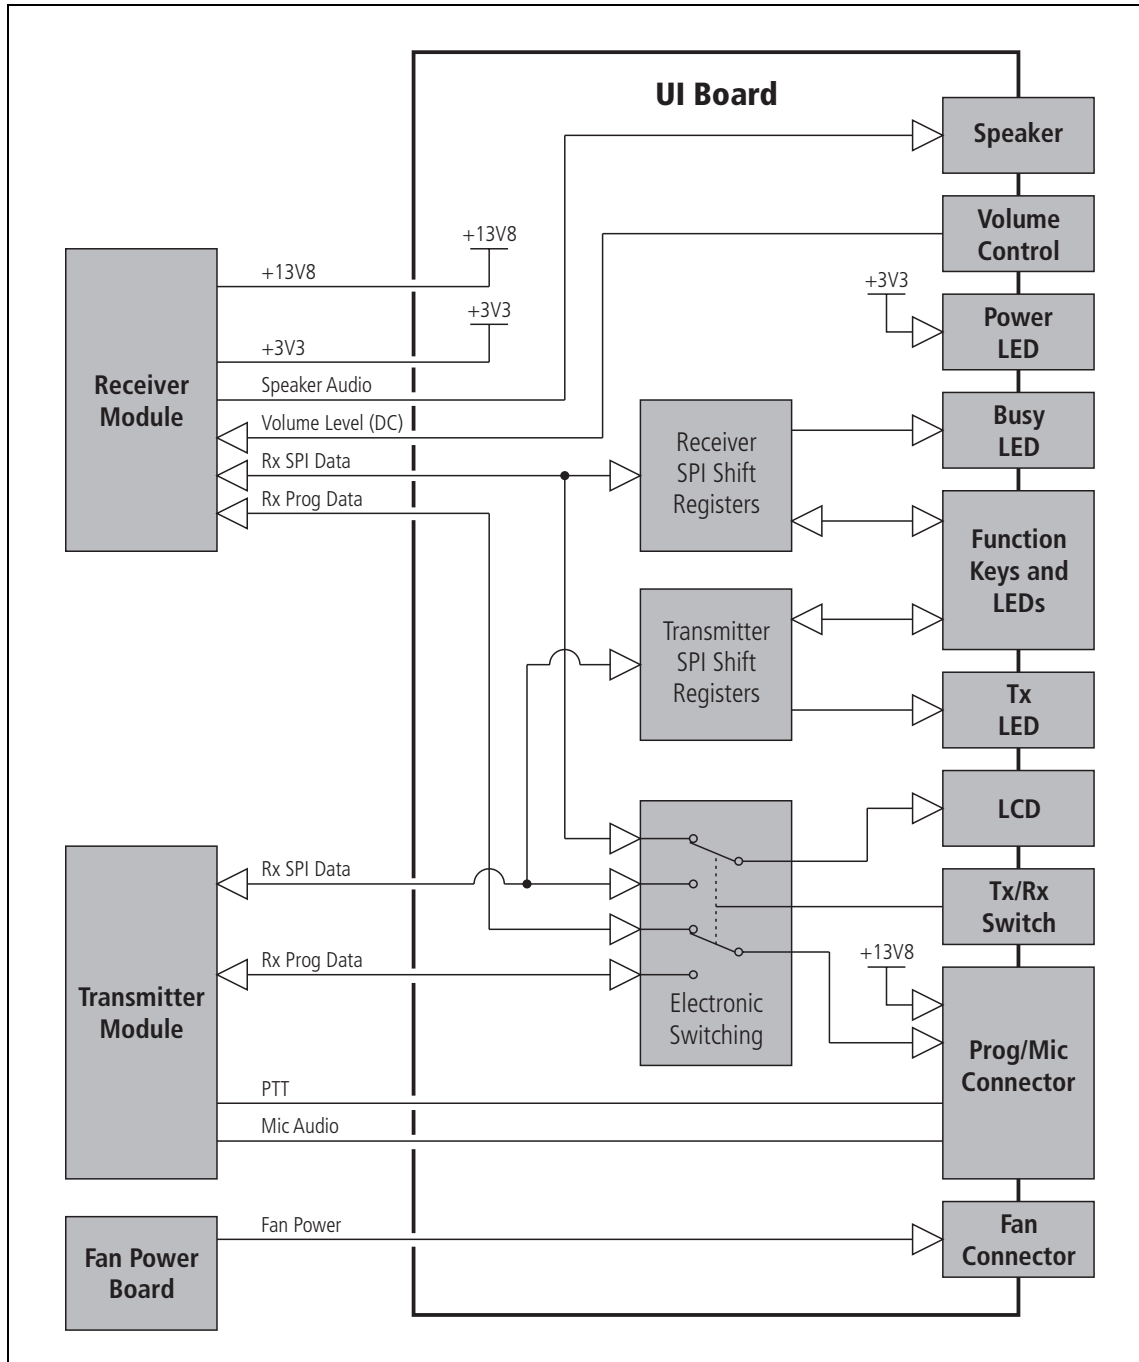 UI Board
Speaker
Volume
Control
+13V8
+3V3
Power
LED
+13V8
+3V3
+3V3
Speaker Audio
Volume Level (DC)
Rx SPI Data
Rx Prog Data
Receiver
Module
Receiver
SPI Shift
Registers
Busy
LED
Function
Keys and
LEDs
Transmitter
SPI Shift
Registers
Tx
LED
LCD
Rx SPI Data
Rx Prog Data
Tx/Rx
Switch
+13V8
Transmitter
Module
Electronic
Switching
Prog/Mic
Connector
PTT
Mic Audio
Fan Power
Fan Power
Board
Fan
Connector